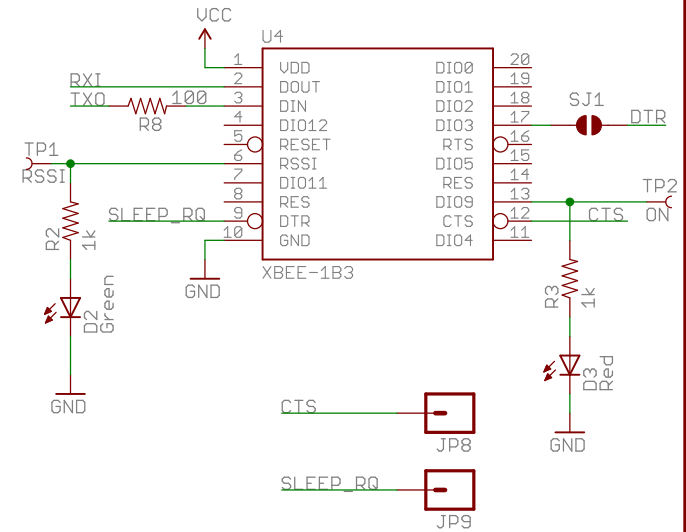 VCC
U4
1 VDD DIO0 20
RXI 2 DOUT DIO1 19
TXO 100 3 DIN DIO2 18
R8
4 DIO12 DIO3 17 SJ1 DTR
5 RESET RTS 16
TP1 6 RSSI DIO5 15
RSSI
7 DIO11 RES 14
8 RES DIO9 13 TP2
SLEEP_RQ 9 DTR CTS 12 CTS ON
10 GND DIO4 11
R2 1k
XBEE-1B3
GND
R3 1k
D2 Green
D3 Red
GND
CTS
JP8
GND
SLEEP_RQ
JP9